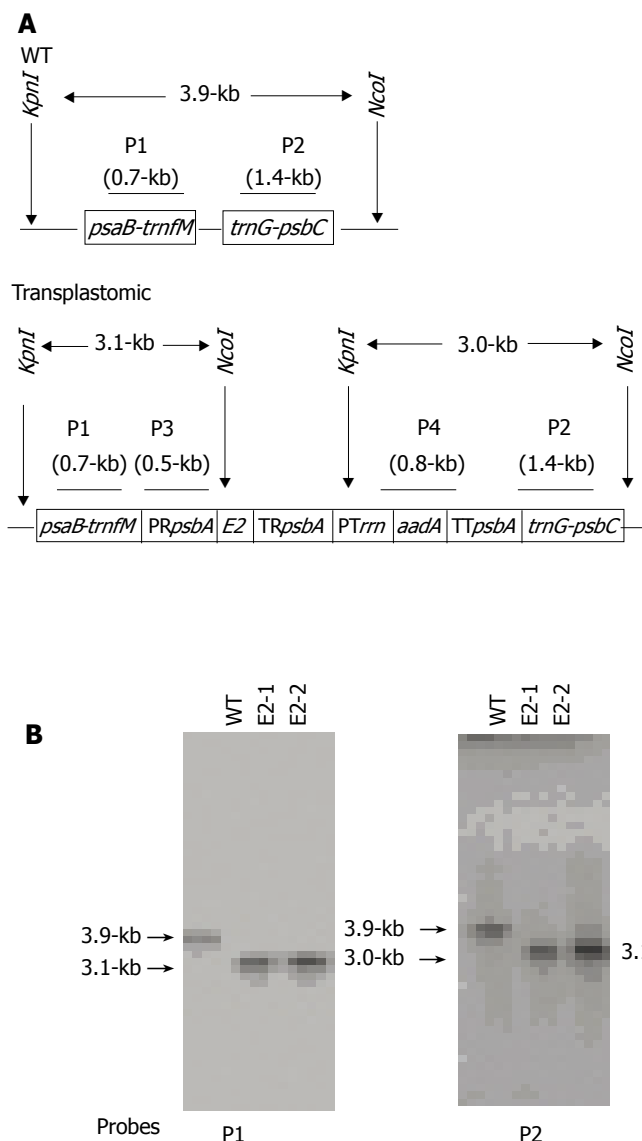 A
WT
KpnI 3.9-kb NcoI
P1 P2
(0.7-kb) (1.4-kb)
psaB-trnfM trnG-psbC
Transplastomic
KpnI 3.1-kb NcoI KpnI 3.0-kb NcoI
P1 P3 P4 P2
(0.7-kb) (0.5-kb) (0.8-kb) (1.4-kb)
psaB-trnfM PRpsbA E2 TRpsbA PTrrn aadA TTpsbA trnG-psbC
B
WT E2-1 E2-2 WT E2-1 E2-2
3.9-kb 3.9-kb
3.1-kb 3.0-kb 3.
Probes P1 P2